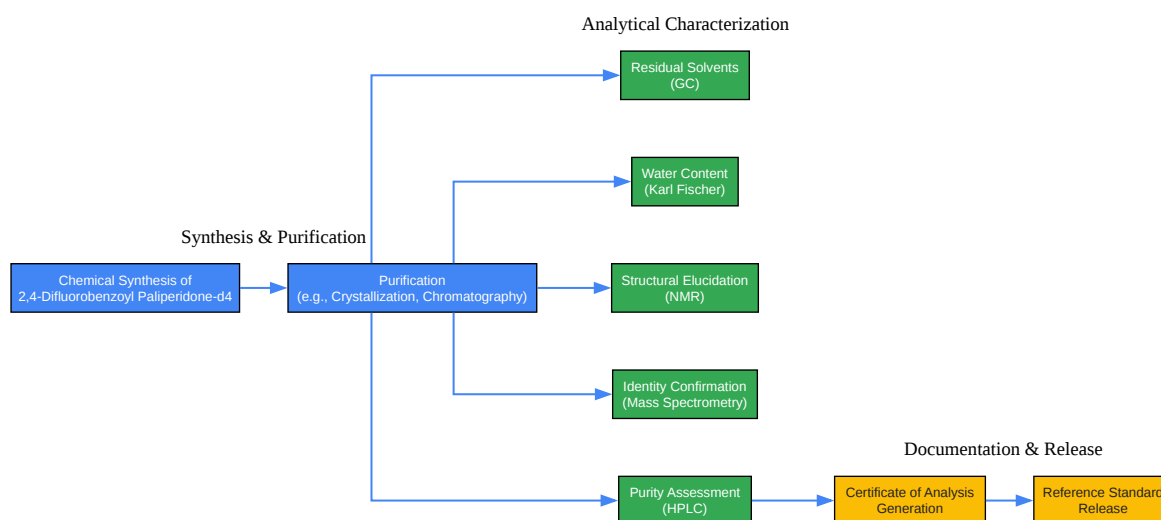 Analytical Characterization
Residual Solvents
(GC)
Water Content
(Karl Fischer)
Synthesis & Purification
Chemical Synthesis of
2,4-Difluorobenzoyl Paliperidone-d4
Purification
(e.g., Crystallization, Chromatography)
Structural Elucidation
(NMR)
Identity Confirmation
(Mass Spectrometry)
Documentation & Release
Purity Assessment
(HPLC)
Certificate of Analysis
Generation
Reference Standard
Release